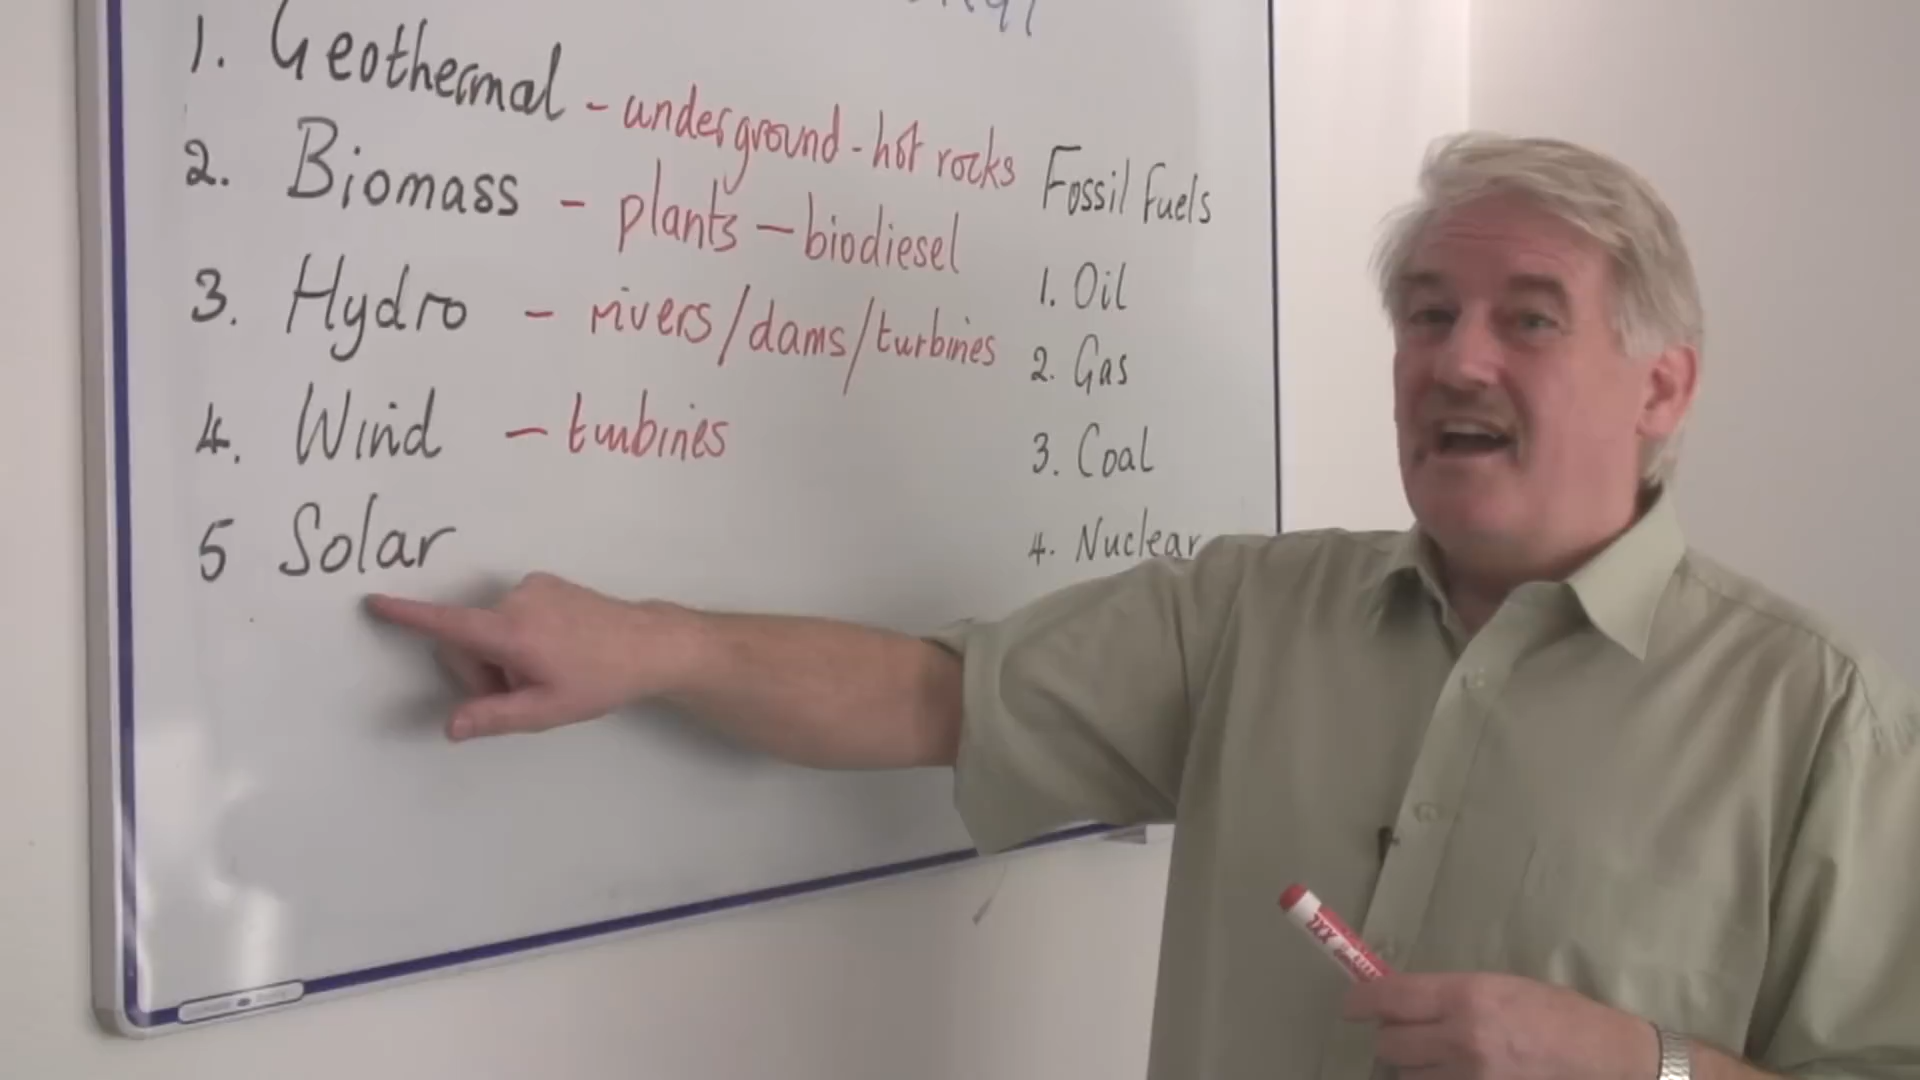 1. Geothermal - underground - hot rocks
2. Biomass - plants - biodiesel
3. Hydro - rivers/dams/turbines
4. Wind - turbines
5 Solar
Fossil Fuels
1. Oil
2. Gas
3. Coal
4. Nuclear